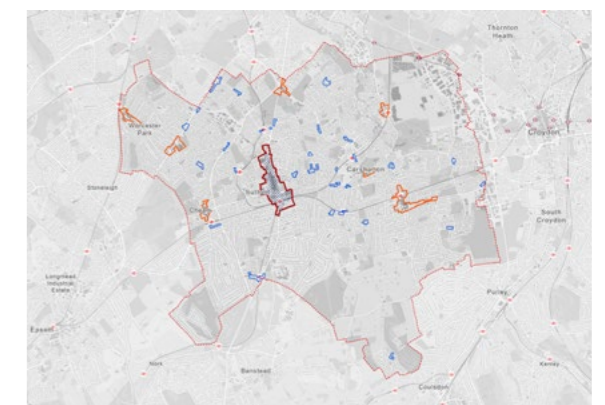 Thornton
Heath
Worcester
Park
Croydon
Carshalton
Stoneleigh
Cheam
South
Croydon
Longmead
Industrial
Estate
Purley
Epsom
Banstead
Kenley
Coulsdon